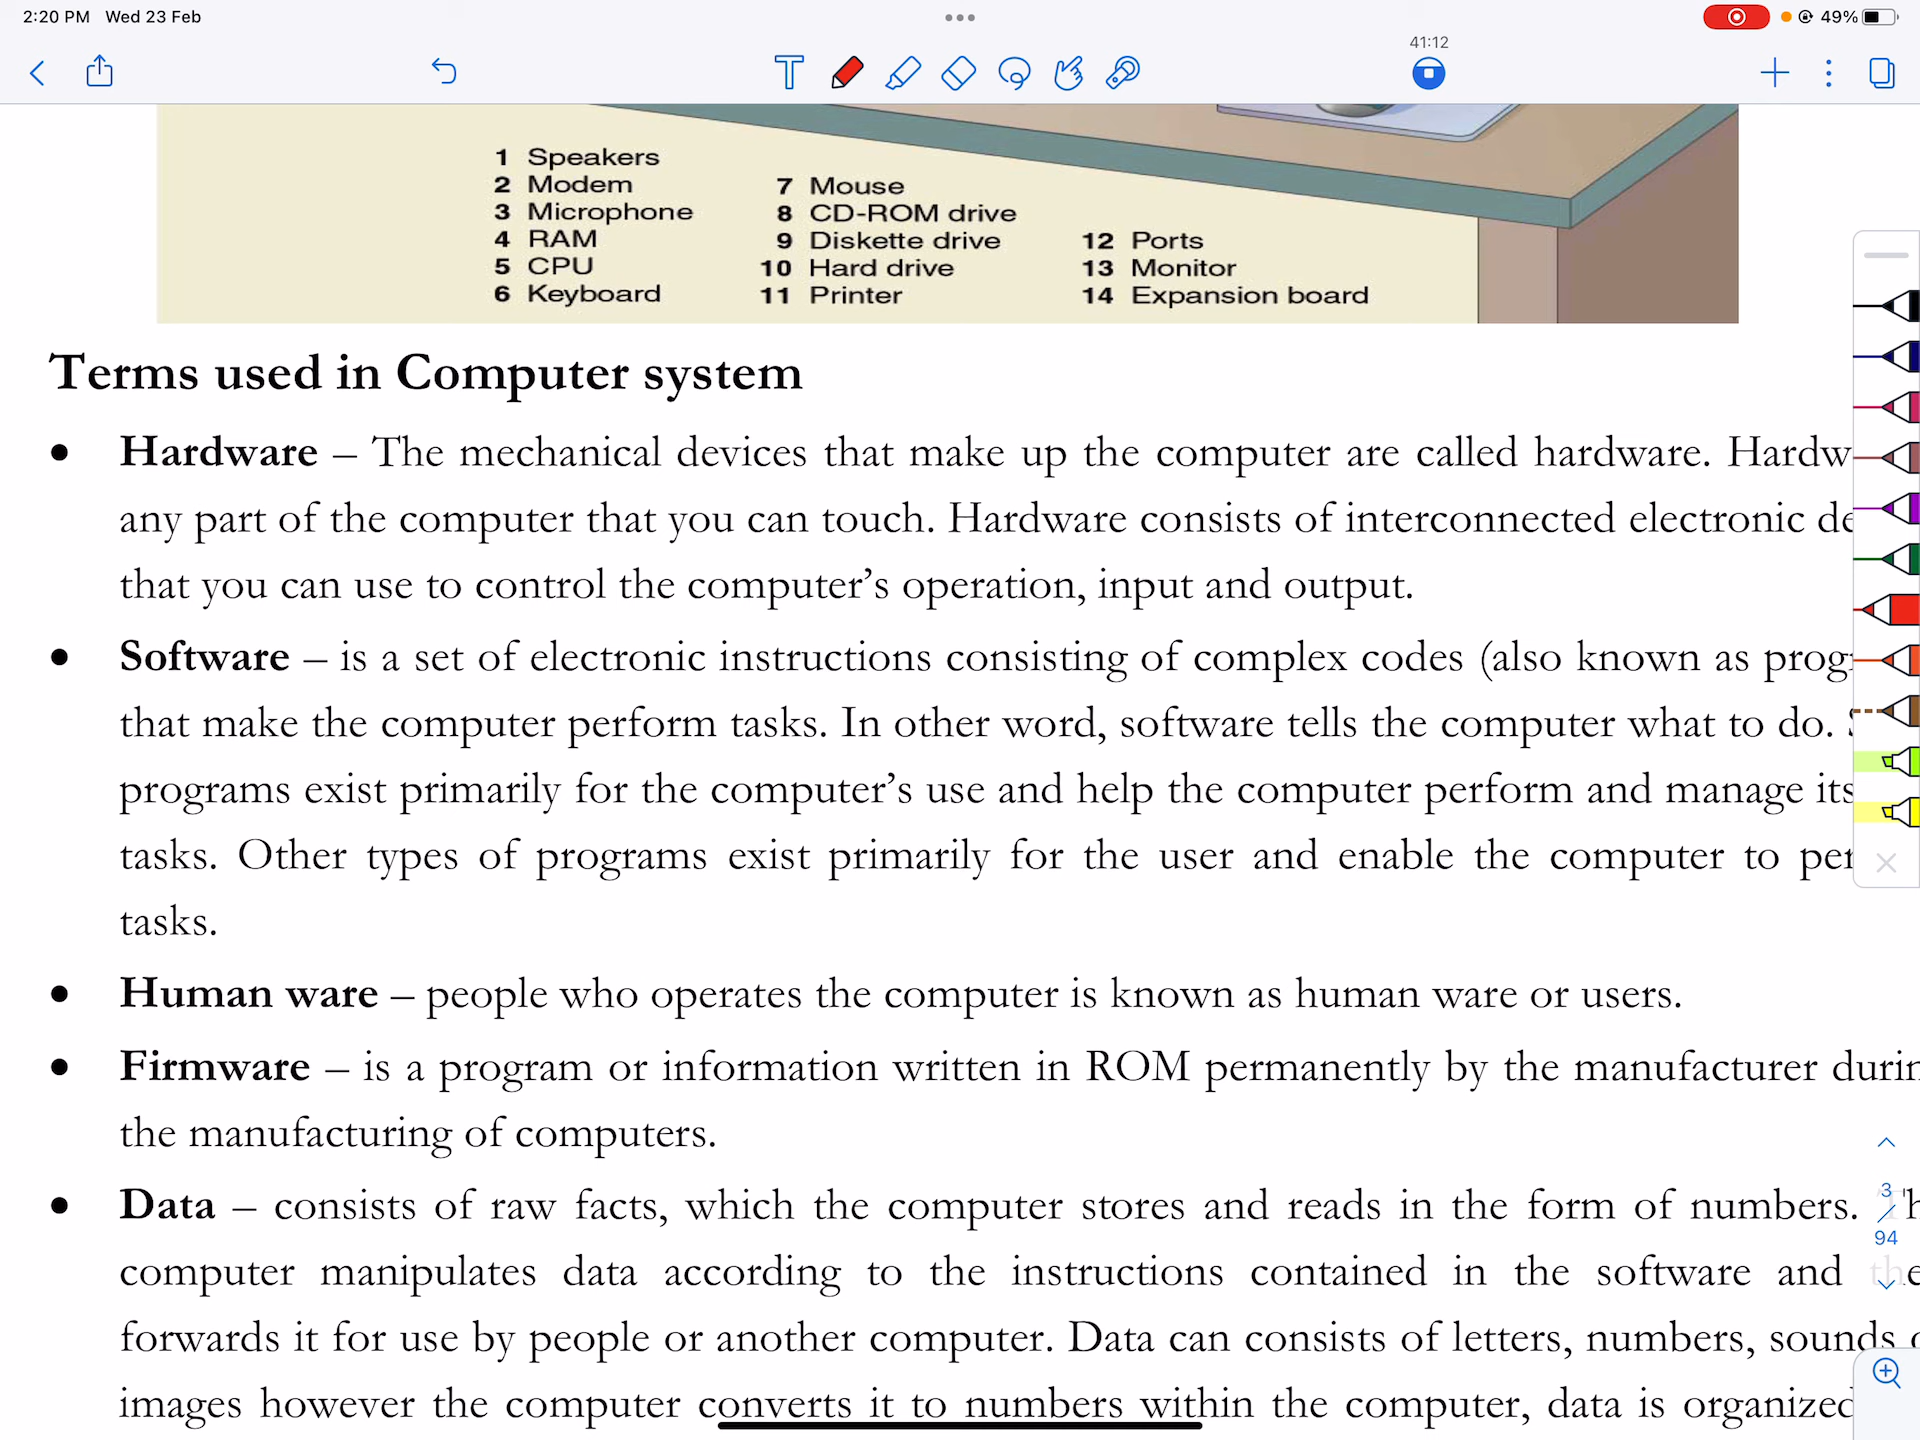 2:20 PM Wed 23 Feb
49%
41:12
1 Speakers
2 Modem
3 Microphone
4 RAM
5 CPU
6 Keyboard
7 Mouse
8 CD-ROM drive
9 Diskette drive
10 Hard drive
11 Printer
12 Ports
13 Monitor
14 Expansion board
Terms used in Computer system
• Hardware – The mechanical devices that make up the computer are called hardware. Hardw
any part of the computer that you can touch. Hardware consists of interconnected electronic de
that you can use to control the computer’s operation, input and output.
• Software – is a set of electronic instructions consisting of complex codes (also known as prog
that make the computer perform tasks. In other word, software tells the computer what to do.
programs exist primarily for the computer’s use and help the computer perform and manage its
tasks. Other types of programs exist primarily for the user and enable the computer to per
tasks.
• Human ware – people who operates the computer is known as human ware or users.
• Firmware – is a program or information written in ROM permanently by the manufacturer durin
the manufacturing of computers.
• Data – consists of raw facts, which the computer stores and reads in the form of numbers. Th
computer manipulates data according to the instructions contained in the software and the
forwards it for use by people or another computer. Data can consists of letters, numbers, sounds
images however the computer converts it to numbers within the computer, data is organized
3
94